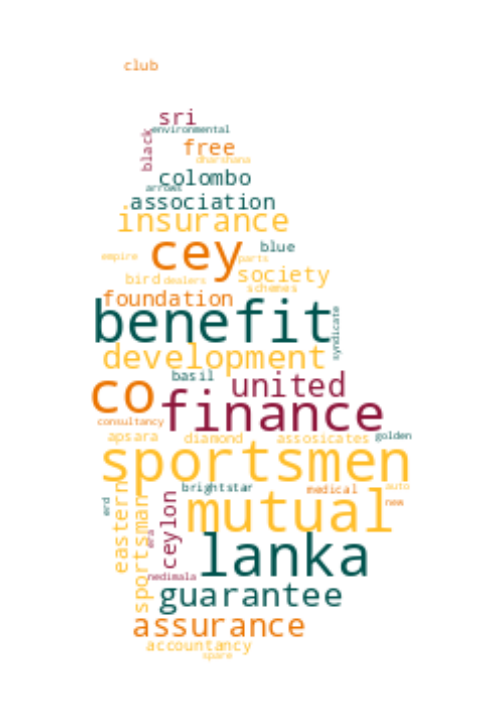 club
sri
environmental
black
free
dharshana
colombo
arrows
association
insurance
cey
blue
empire
parts
society
bird
dealers
schemes
foundation
benefit
syndicate
development
basil
united
co
finance
consultancy
apsara
diamond
assosicates
golden
sportsmen
eastern
brightstar
medical
auto
erd
sportsman
ceylon
mutual
new
era
lanka
nedimala
guarantee
assurance
accountancy
spare